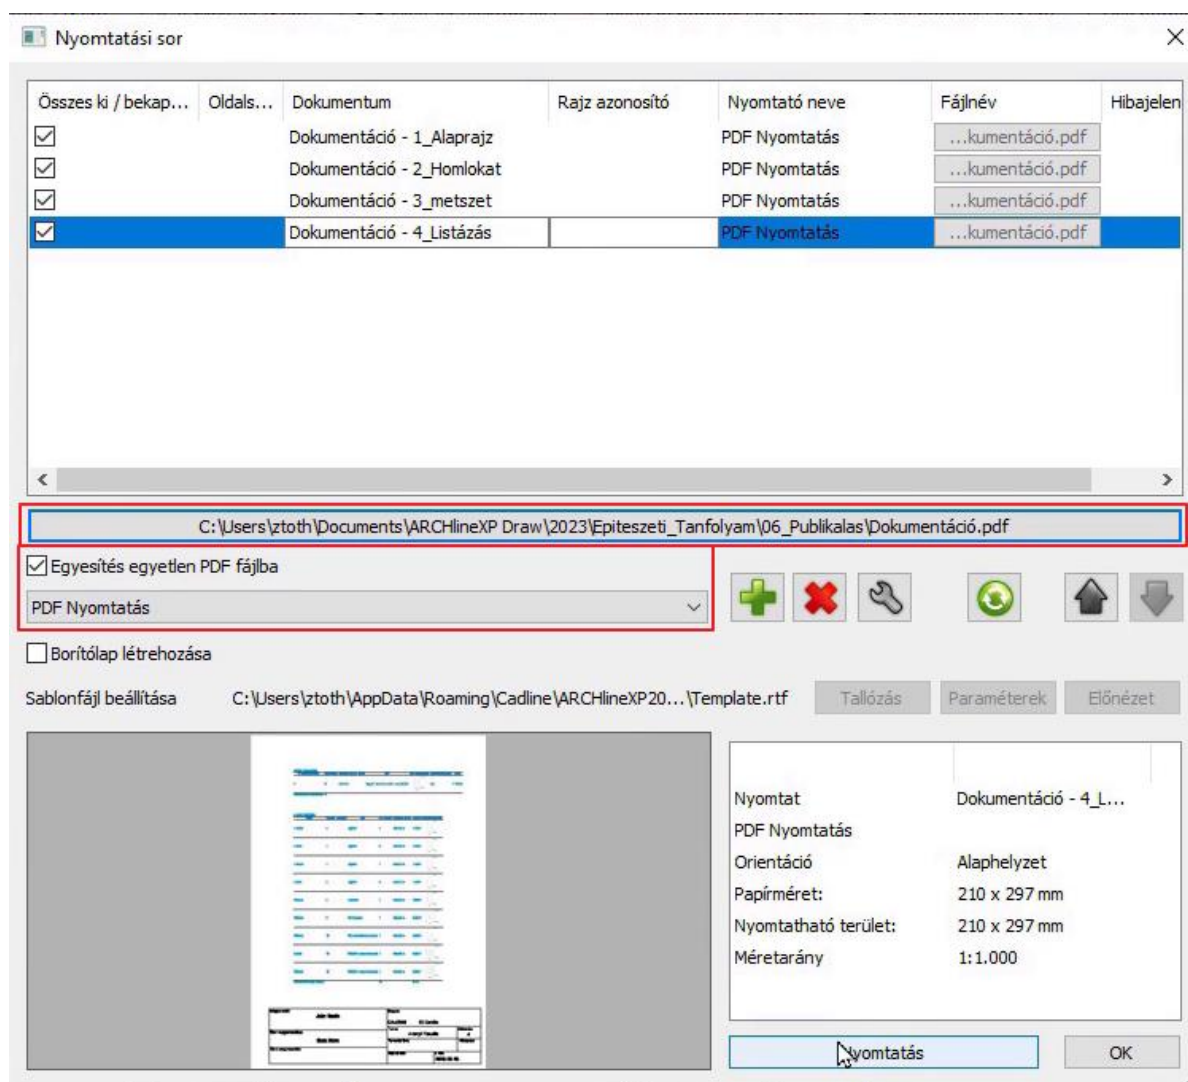 Nyomtatási sor
Összes ki / bekap... Oldals... Dokumentum Rajz azonosító Nyomtató neve Fájlnév Hibajelen
Dokumentáció - 1_Alaprajz PDF Nyomtatás ...kumentáció.pdf
Dokumentáció - 2_Homlokat PDF Nyomtatás ...kumentáció.pdf
Dokumentáció - 3_metszet PDF Nyomtatás ...kumentáció.pdf
Dokumentáció - 4_Listázás PDF Nyomtatás ...kumentáció.pdf
C:\Users\ztoth\Documents\ARCHlineXP Draw\2023\Epiteszeti_Tanfolyam\06_Publikalas\Dokumentáció.pdf
Egyesítés egyetlen PDF fájlba
PDF Nyomtatás
Borítólap létrehozása
Sablonfájl beállítása C:\Users\ztoth\AppData\Roaming\Cadline\ARCHlineXP20...\Template.rtf Tallózás Paraméterek Előnézet
Nyomtat Dokumentáció - 4_L...
PDF Nyomtatás
Orientáció Alaphelyzet
Papírméret: 210 x 297 mm
Nyomtatható terület: 210 x 297 mm
Méretarány 1:1.000
Nyomtatás OK